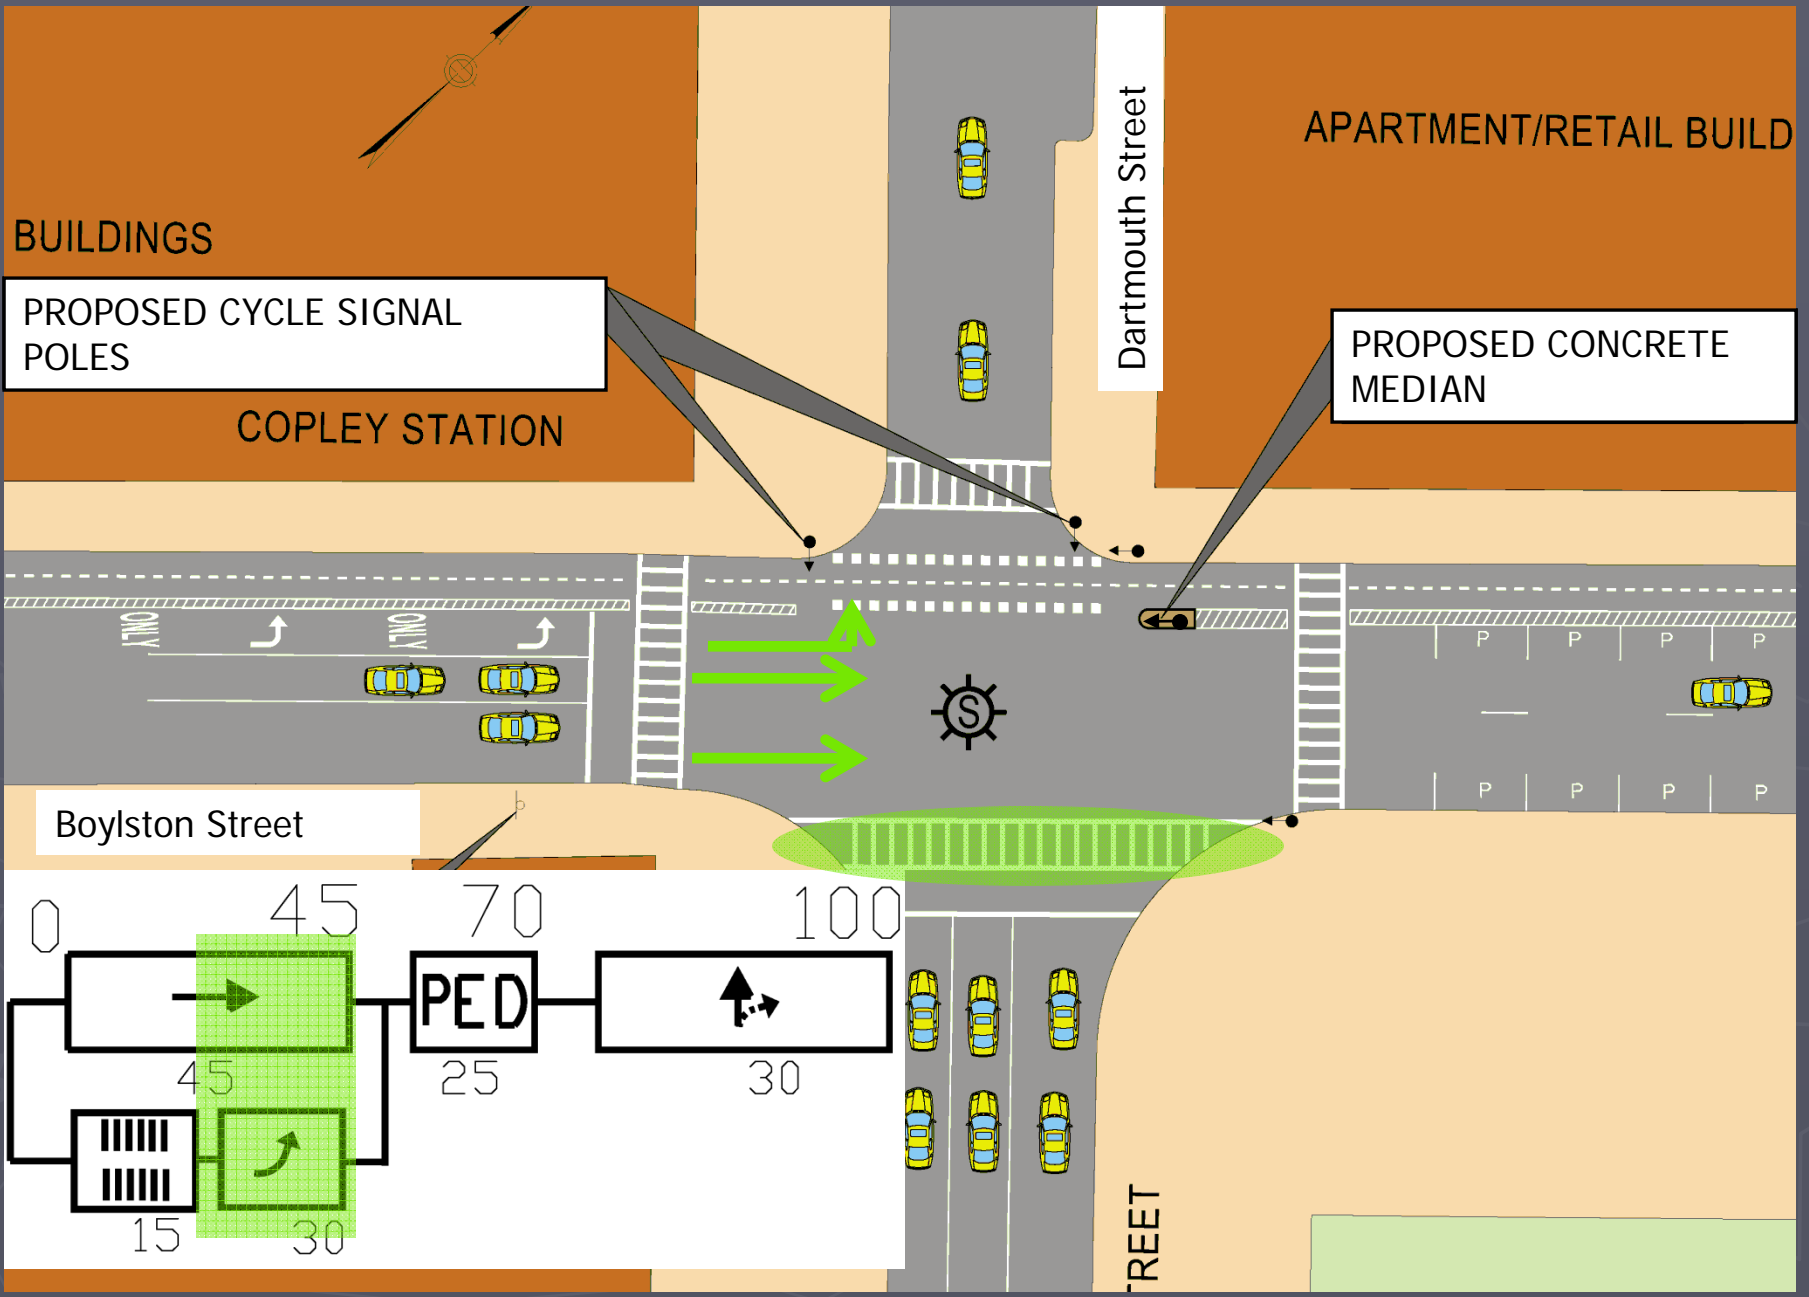 APARTMENT/RETAIL BUILD
Dartmouth Street
BUILDINGS
PROPOSED CYCLE SIGNAL
POLES
PROPOSED CONCRETE
MEDIAN
COPLEY STATION
ONLY
ONLY
P P P P
S
P P P P
Boylston Street
0 45 70 100
PED
45 25 30
15 30
TREET